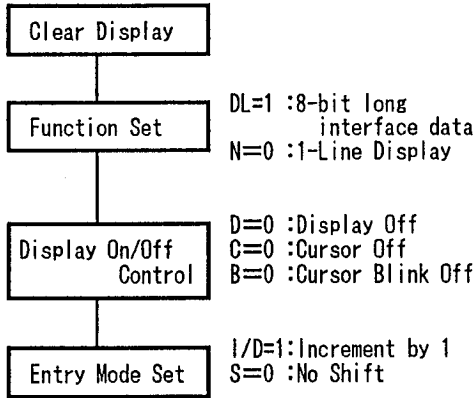 Clear Display
Function Set
DL=1 :8-bit long
interface data
N=0 :1-Line Display
Display On/Off
Control
D=0 :Display Off
C=0 :Cursor Off
B=0 :Cursor Blink Off
Entry Mode Set
I/D=1:Increment by 1
S=0 :No Shift